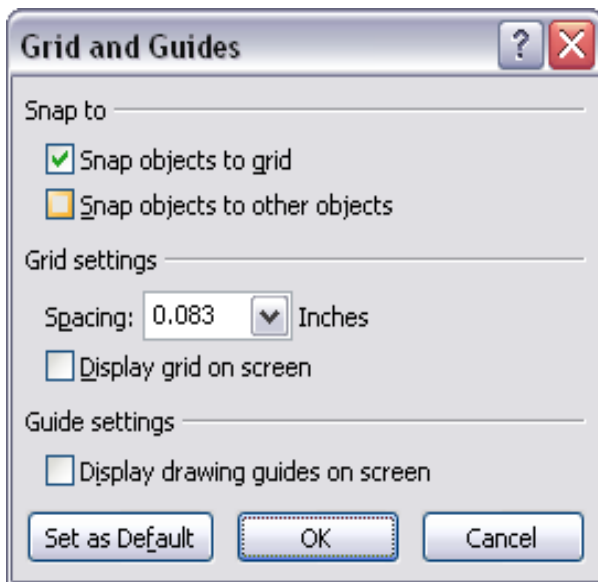 Grid and Guides
Snap to
Snap objects to grid
Snap objects to other objects
Grid settings
Spacing: 0.083 Inches
Display grid on screen
Guide settings
Display drawing guides on screen
Set as Default OK Cancel